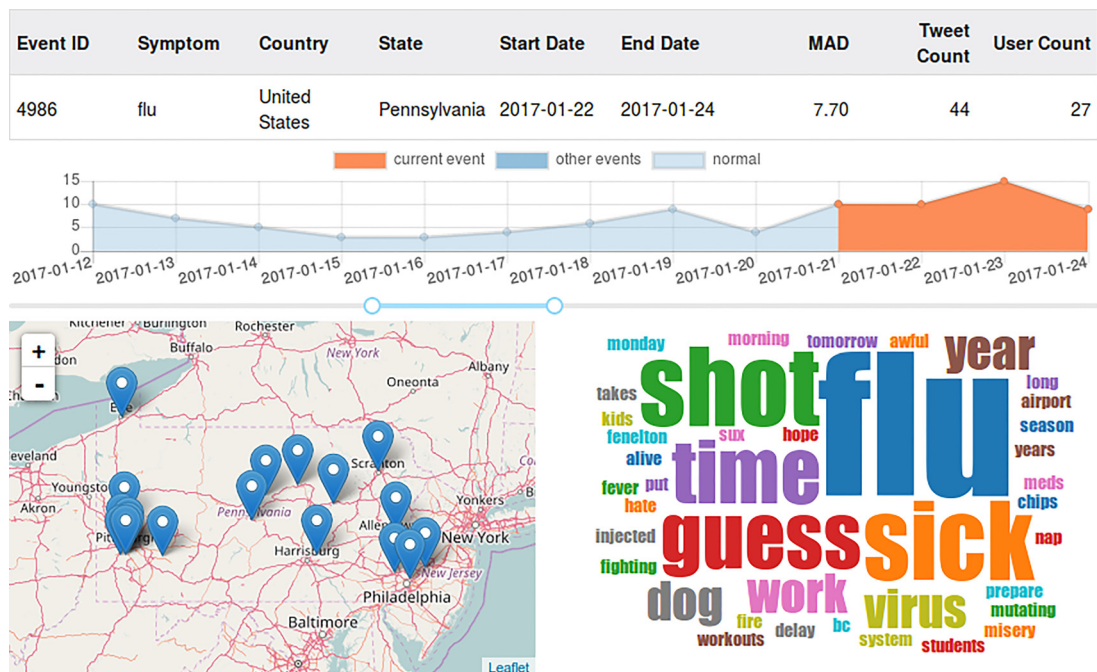 Event ID Symptom Country State Start Date End Date MAD Tweet Count User Count
4986 flu United States Pennsylvania 2017-01-22 2017-01-24 7.70 44 27
current event other events normal
15
10
5
0
2017-01-12 2017-01-13 2017-01-14 2017-01-15 2017-01-16 2017-01-17 2017-01-18 2017-01-19 2017-01-20 2017-01-21 2017-01-22 2017-01-23 2017-01-24
Kitchener Burlington Rochester
+
-
Buffalo New York Albany
Oneonta
Scranton
Akron
Pennsylvania Yonkers
Harrisburg New York
New Jersey
Philadelphia
Baltimore
Leaflet
monday morning tomorrow awful year
shot flu long
takes airport
kids season
fenelton sux hope years
alive time
fever put meds
hate chips
injected guess sick nap
fighting
dog work virus prepare
fire mutating
workouts delay bc system students misery